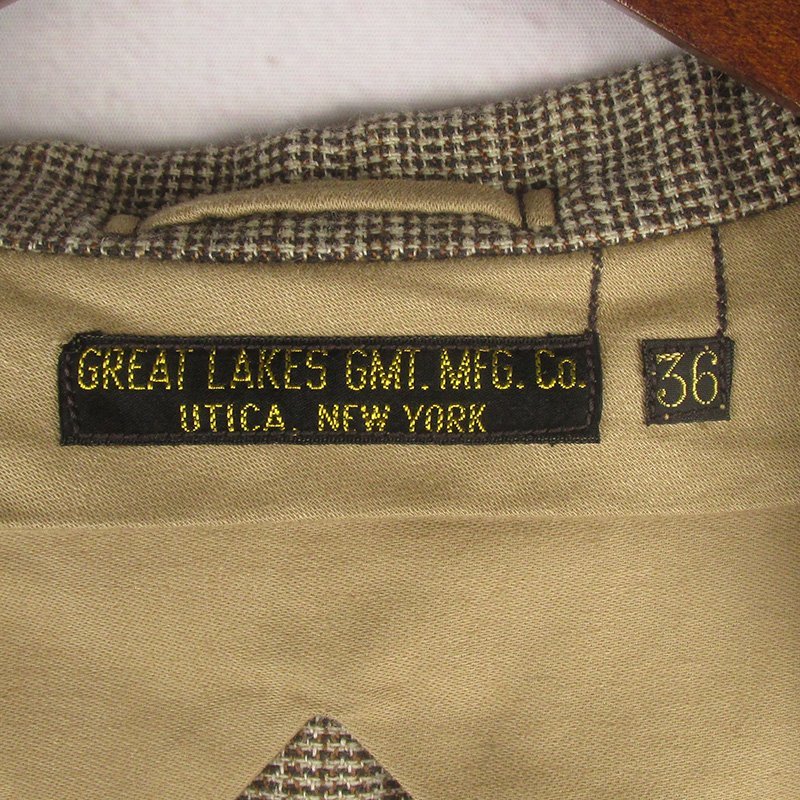 GREAT LAKES GMT. MFG. Co.
UTICA, NEW YORK
36